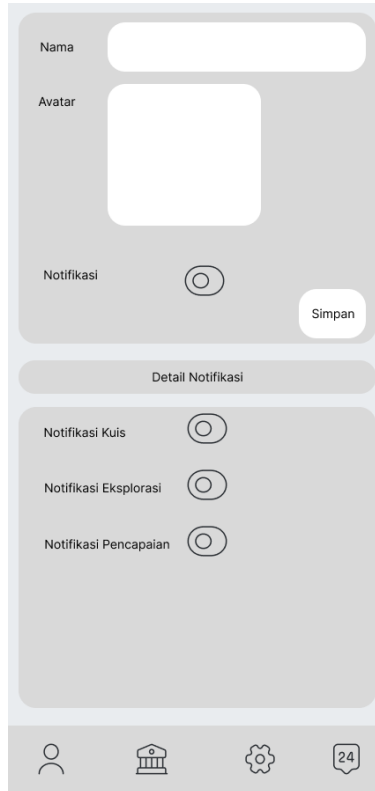 Nama
Avatar
Notifikasi
Simpan
Detail Notifikasi
Notifikasi Kuis
Notifikasi Eksplorasi
Notifikasi Pencapaian
24